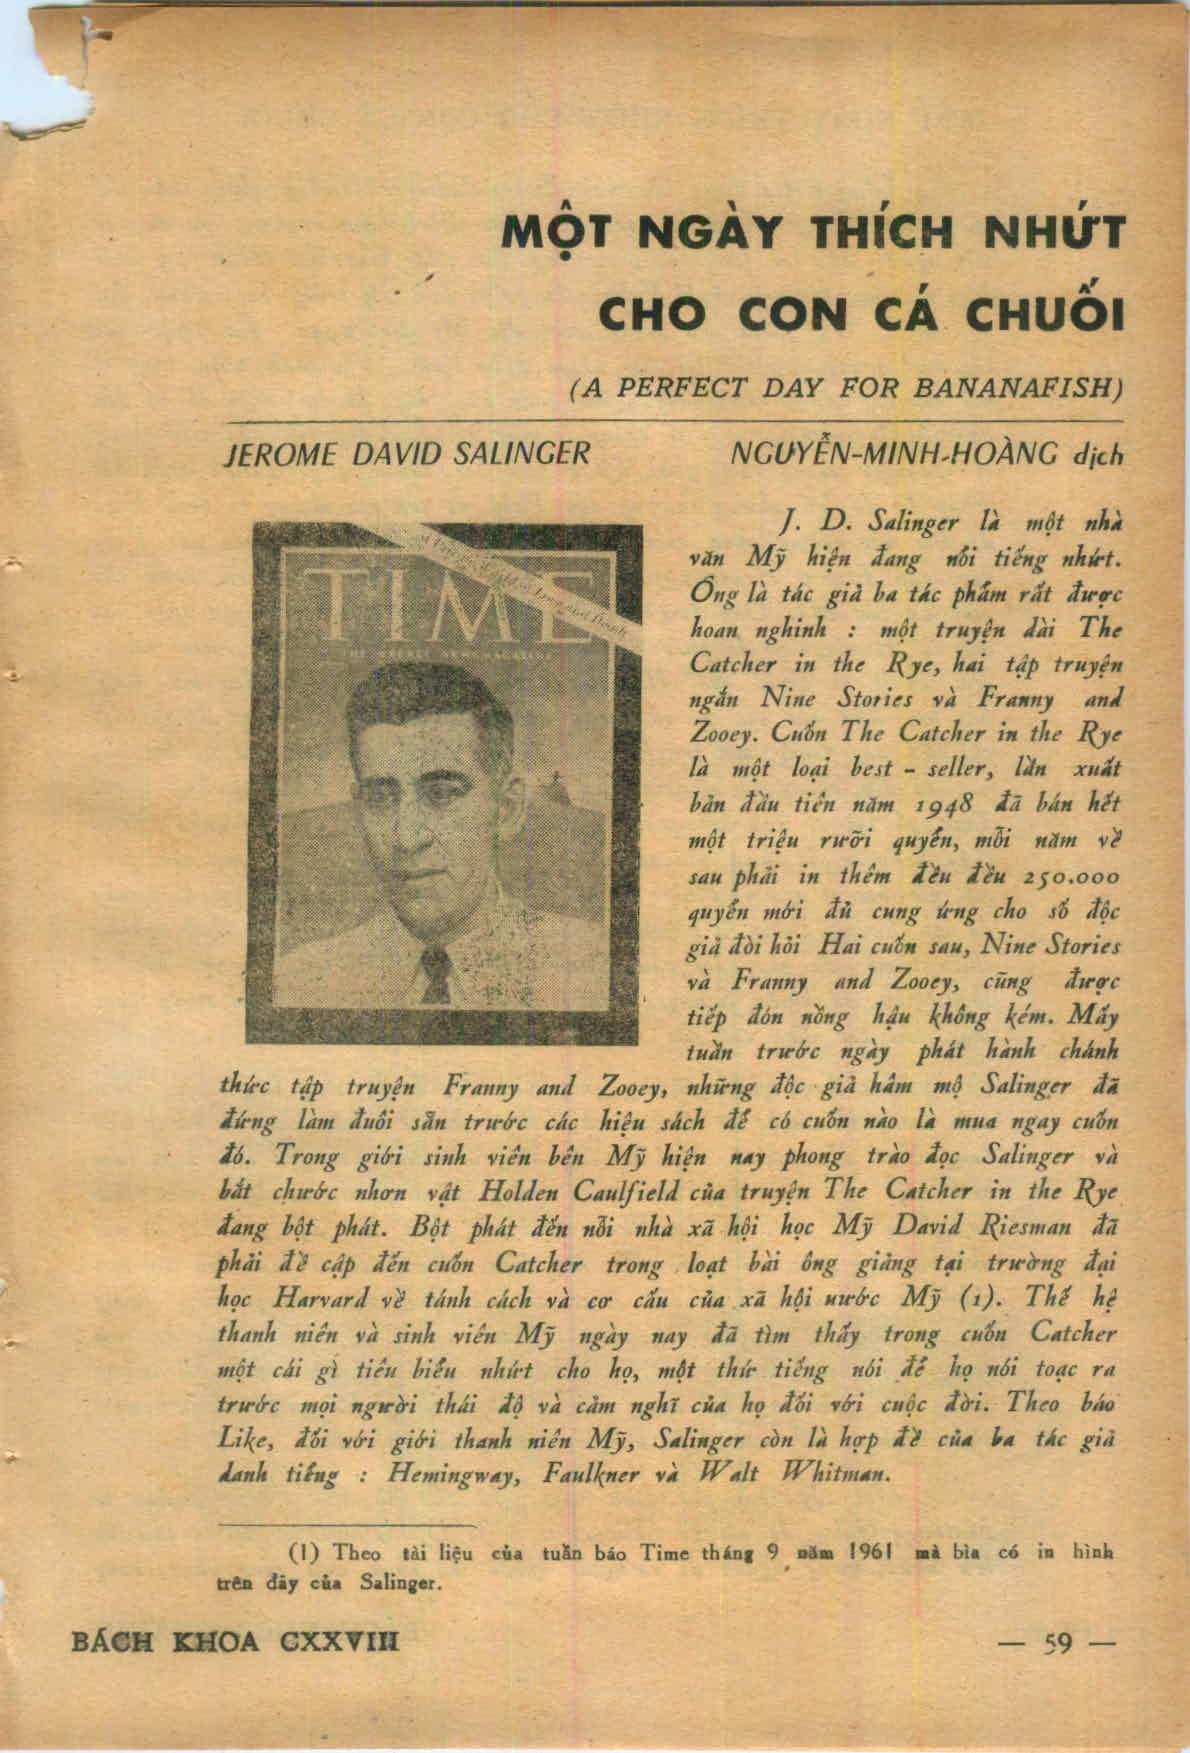 MỘT NGÀY THÍCH NHỨT
CHO CON CÁ CHUỐI
(A PERFECT DAY FOR BANANAFISH)
JEROME DAVID SALINGER NGUYỄN-MINH-HOÀNG dịch
TIME
THE WEEKLY NEWSMAGAZINE
J. D. Salinger là một nhà
văn Mỹ hiện đang nổi tiếng nhứt.
Ông là tác giả ba tác phẩm rất được
hoan nghinh : một truyện dài The
Catcher in the Rye, hai tập truyện
ngắn Nine Stories và Franny and
Zooey. Cuốn The Catcher in the Rye
là một loại best - seller, lần xuất
bản đầu tiên năm 1948 đã bán hết
một triệu rưỡi quyển, mỗi năm về
sau phải in thêm đều đều 250.000
quyển mới đủ cung ứng cho số độc
giả đòi hỏi Hai cuốn sau, Nine Stories
và Franny and Zooey, cũng được
tiếp đón nồng hậu không kém. Mấy
tuần trước ngày phát hành chánh
thức tập truyện Franny and Zooey, những độc giả hâm mộ Salinger đã
đứng làm đuôi sẵn trước các hiệu sách để có cuốn nào là mua ngay cuốn
đó. Trong giới sinh viên bên Mỹ hiện nay phong trào đọc Salinger và
bắt chước nhơn vật Holden Caulfield của truyện The Catcher in the Rye
đang bột phát. Bột phát đến nỗi nhà xã hội học Mỹ David Riesman đã
phải đề cập đến cuốn Catcher trong loạt bài ông giảng tại trường đại
học Harvard về tánh cách và cơ cấu của xã hội nước Mỹ (1). Thế hệ
thanh niên và sinh viên Mỹ ngày nay đã tìm thấy trong cuốn Catcher
một cái gì tiêu biểu nhứt cho họ, một thứ tiếng nói để họ nói toạc ra
trước mọi người thái độ và cảm nghĩ của họ đối với cuộc đời. Theo báo
Like, đối với giới thanh niên Mỹ, Salinger còn là hợp đề của ba tác giả
danh tiếng : Hemingway, Faulkner và Walt Whitman.
(1) Theo tài liệu của tuần báo Time tháng 9 năm 1961 mà bìa có in hình
trên đây của Salinger.
BÁCH KHOA CXXVIII — 59 —